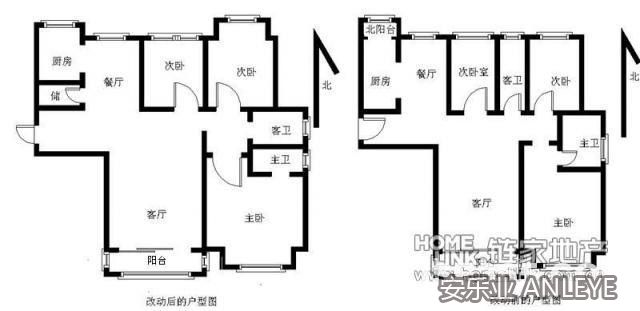 厨房
餐厅
次卧
次卧
储
客卫
主卫
客厅
主卧
阳台
北
改动后的户型图
北阳台
厨房
餐厅
次卧室
客卫
次卧
主卫
客厅
主卧
北
改动前的户型图
HOME
LINK
链家地产
安乐业 ANLEYE